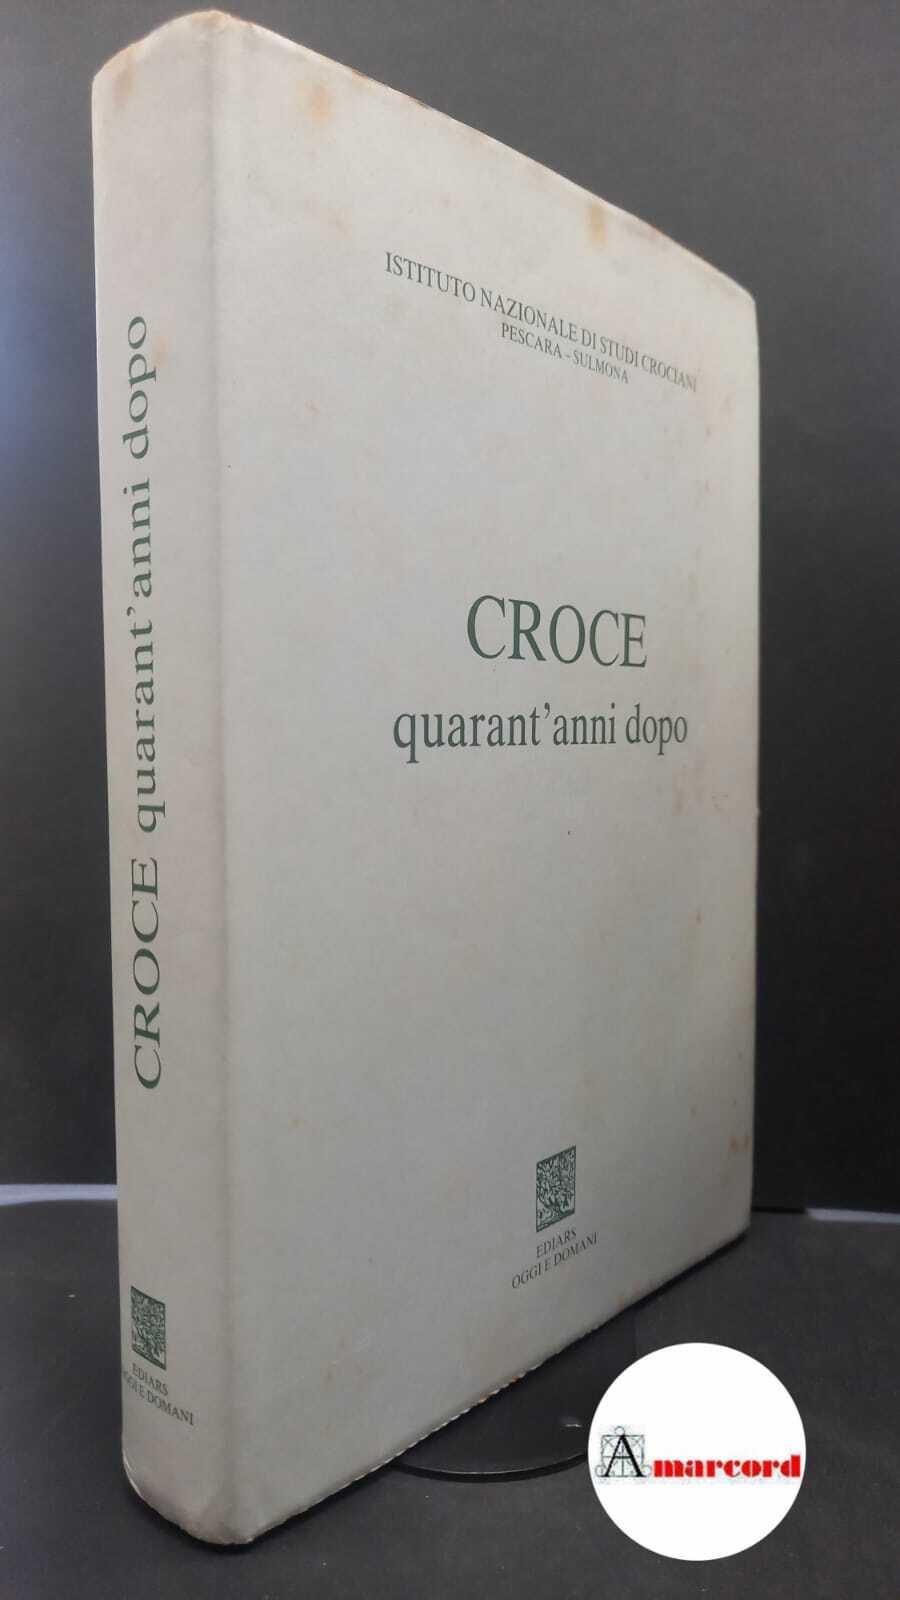 ISTITUTO NAZIONALE DI STUDI CROCIANI
PESCARA - SULMONA
CROCE
quarant'anni dopo
EDIARS
OGGI E DOMANI
CROCE quarant'anni dopo
EDIARS
OGGI E DOMANI
Amarcord